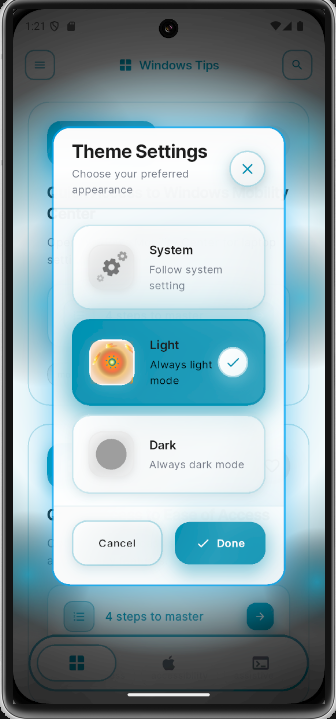 1:21
Windows Tips
Theme Settings
Choose your preferred
appearance
System
Follow system
setting
Light
Always light
mode
Dark
Always dark mode
Cancel
Done
4 steps to master